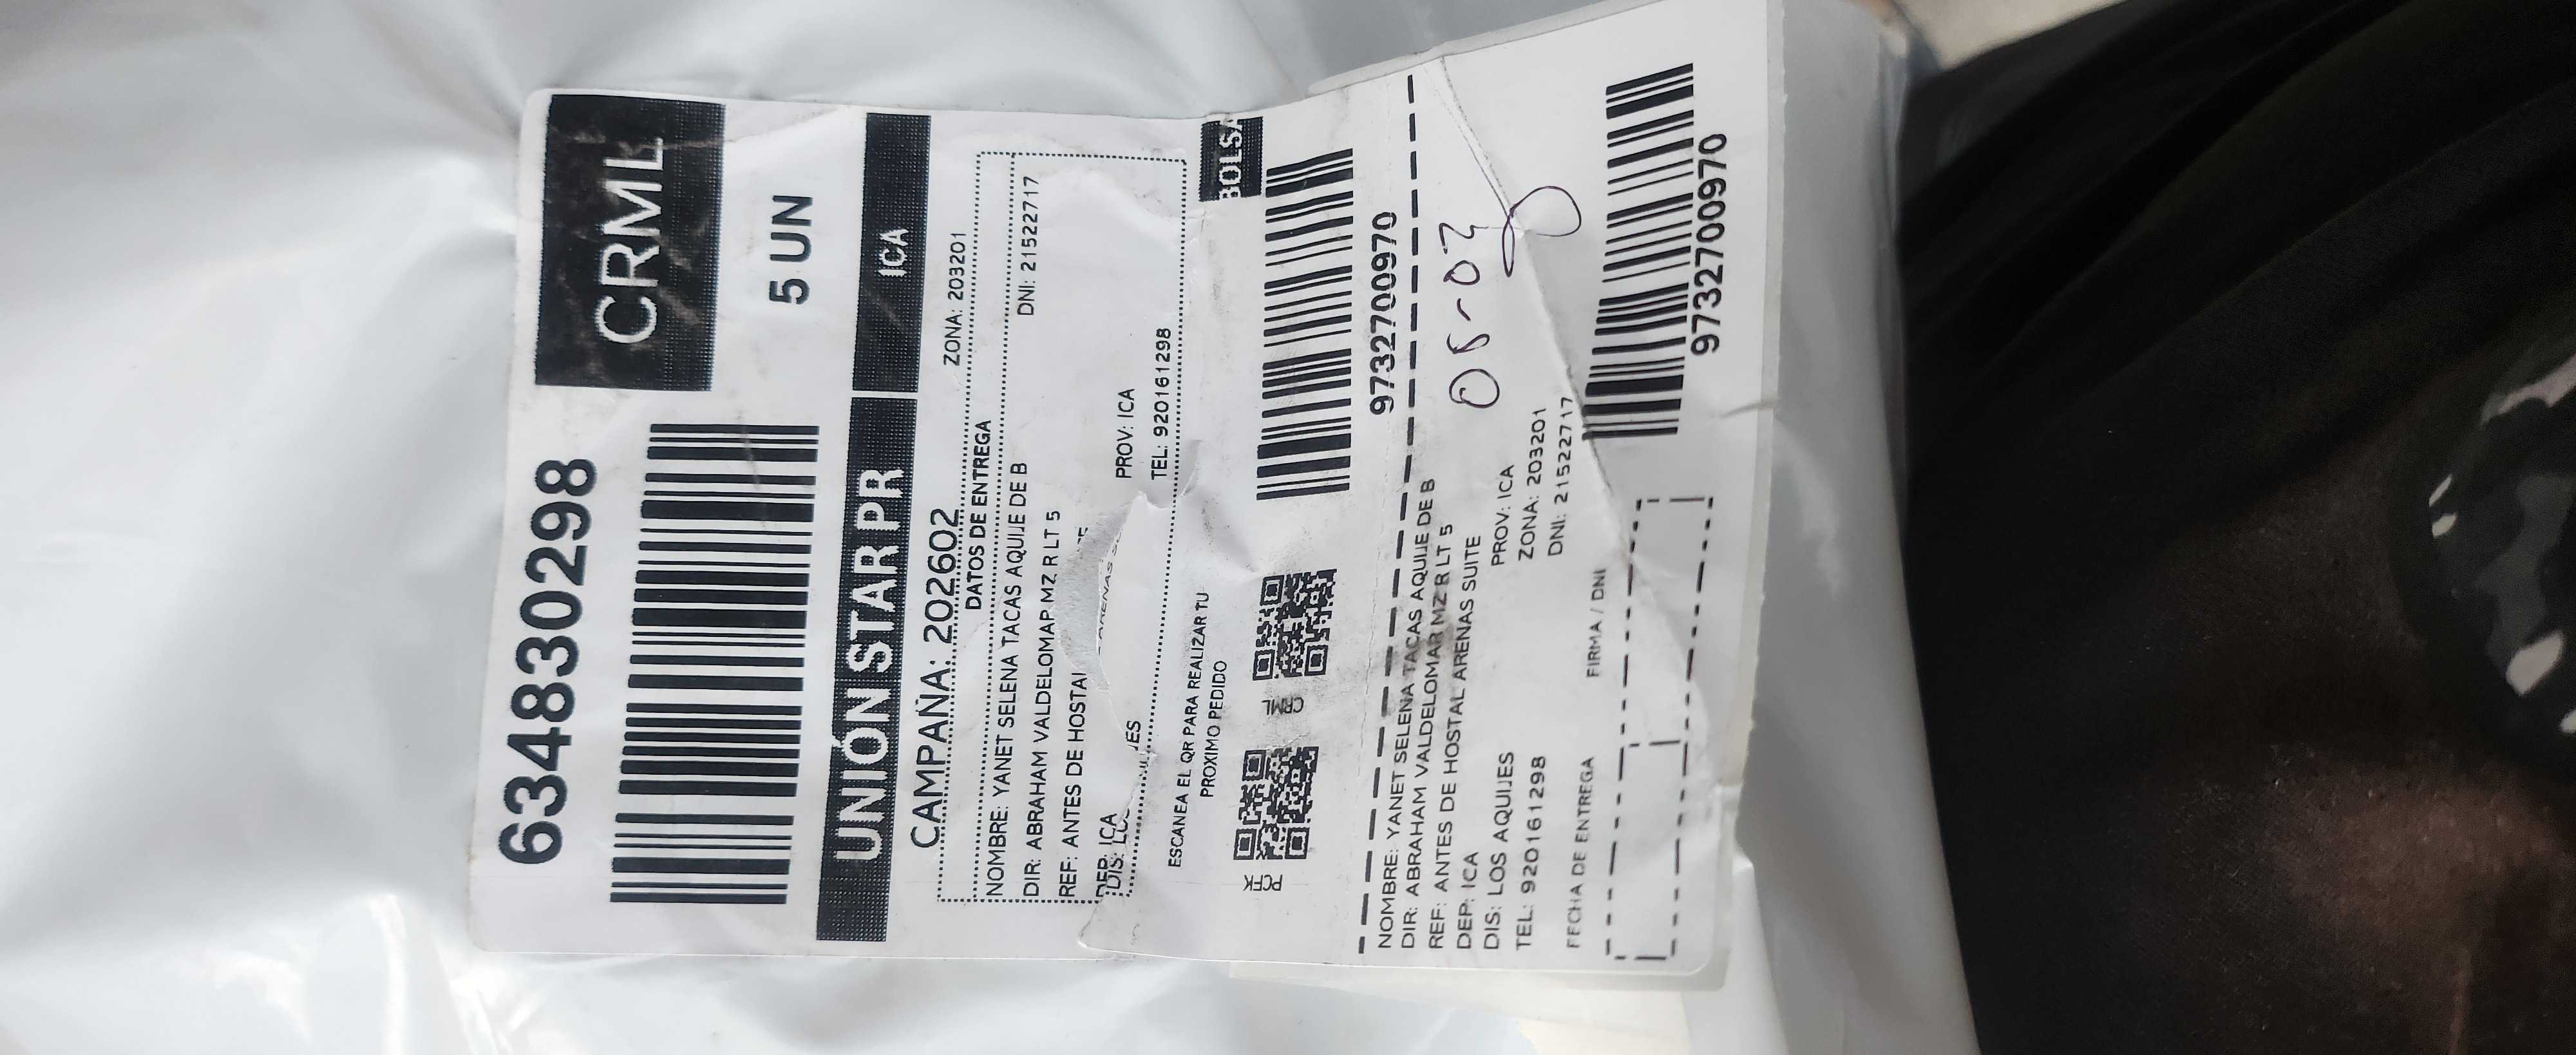 6348830298
CRML
5 UN
UNIÓN STAR PR
ICA
CAMPAÑA: 202602
ZONA: 203201
DATOS DE ENTREGA
NOMBRE: YANET SELENA TACAS AQUIJE DE B
DIR: ABRAHAM VALDELOMAR MZ R LT 5
DNI: 21522717
REF: ANTES DE HOSTAL
DEP: ICA
PROV: ICA
DIS:
TEL: 920161298
ESCANEA EL QR PARA REALIZAR TU
PROXIMO PEDIDO
BOLSA
PCFK
CRML
9732700970
NOMBRE: YANET SELENA TACAS AQUIJE DE B
DIR: ABRAHAM VALDELOMAR MZ R LT 5
REF: ANTES DE HOSTAL ARENAS SUITE
DEP: ICA
PROV: ICA
DIS: LOS AQUIJES
ZONA: 203201
TEL: 920161298
DNI: 21522717
05-02
FECHA DE ENTREGA
FIRMA / DNI
9732700970